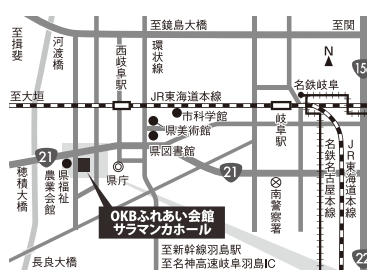 至鏡島大橋
至関
至揖斐
河渡橋
西岐阜駅
環状線
N
名鉄岐阜
15
至大垣
JR東海道本線
市科学館
県美術館
県図書館
岐阜駅
21
県福祉
農業会館
県庁
21
南警察署
名鉄名古屋本線
JR東海道本線
穂積大橋
OKBふれあい会館
サラマンカホール
長良大橋
至新幹線羽島駅
至名神高速岐阜羽島IC
22